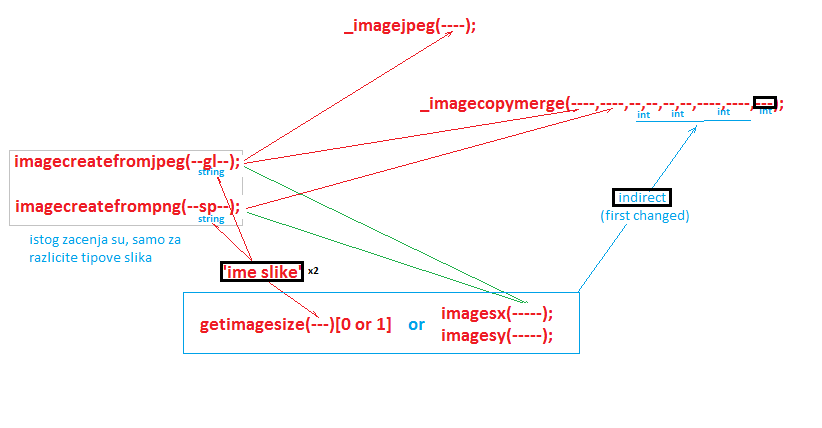 _imagejpeg(----);
_imagecopymerge(----,----,--,--,--,--,----,----,---);
int int int int
imagecreatefromjpeg(--gl--);
string
imagecreatefrompng(--sp--);
string
indirect
(first changed)
istog zacenja su, samo za
razlicite tipove slika
'ime slike' x2
getimagesize(---)[0 or 1] or imagesx(-----);
imagesy(-----);